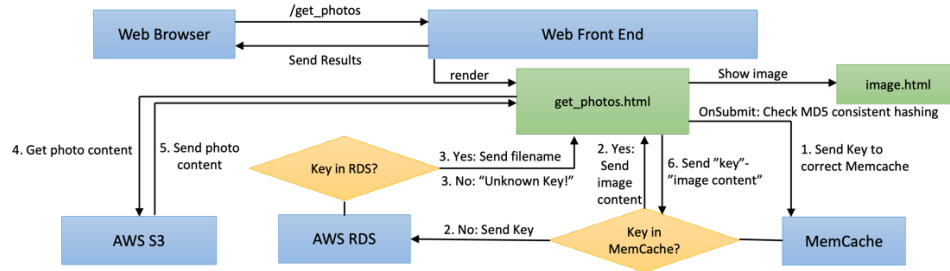 /get_photos
Web Browser
Web Front End
Send Results
render
Show image
get_photos.html
image.html
OnSubmit: Check MD5 consistent hashing
4. Get photo content
5. Send photo
content
Key in RDS?
3. Yes: Send filename
3. No: “Unknown Key!”
2. Yes:
Send
image
content
6. Send ”key”-
”image content”
1. Send Key to
correct Memcache
AWS S3
AWS RDS
2. No: Send Key
Key in
MemCache?
MemCache